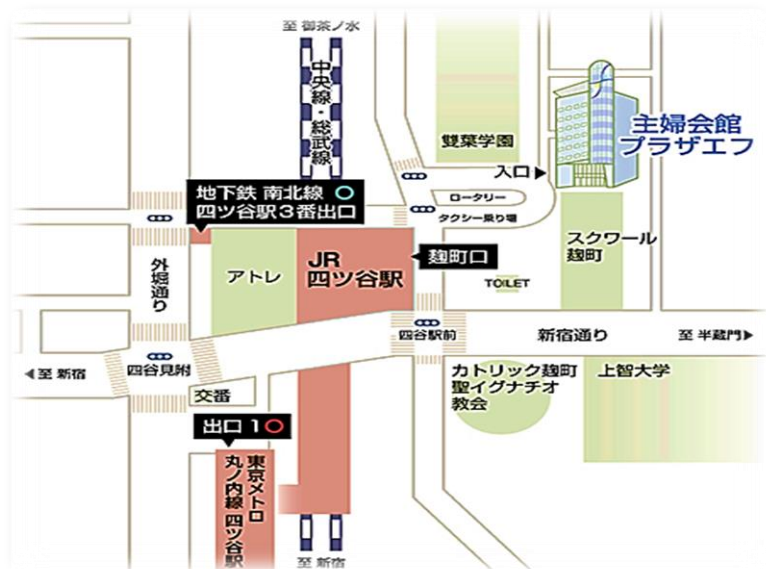 至 御茶ノ水
中央線・総武線
雙葉学園
主婦会館
プラザエフ
入口
地下鉄 南北線
四ツ谷駅3番出口
ロータリー
タクシー乗り場
外堀通り
アトレ
JR
四ツ谷駅
麹町口
スクワール
麹町
TOILET
四谷駅前
新宿通り
至 半蔵門
至 新宿
四谷見附
交番
カトリック麹町
聖イグナチオ
教会
上智大学
出口 1
東京メトロ
丸ノ内線 四ツ谷駅
至 新宿